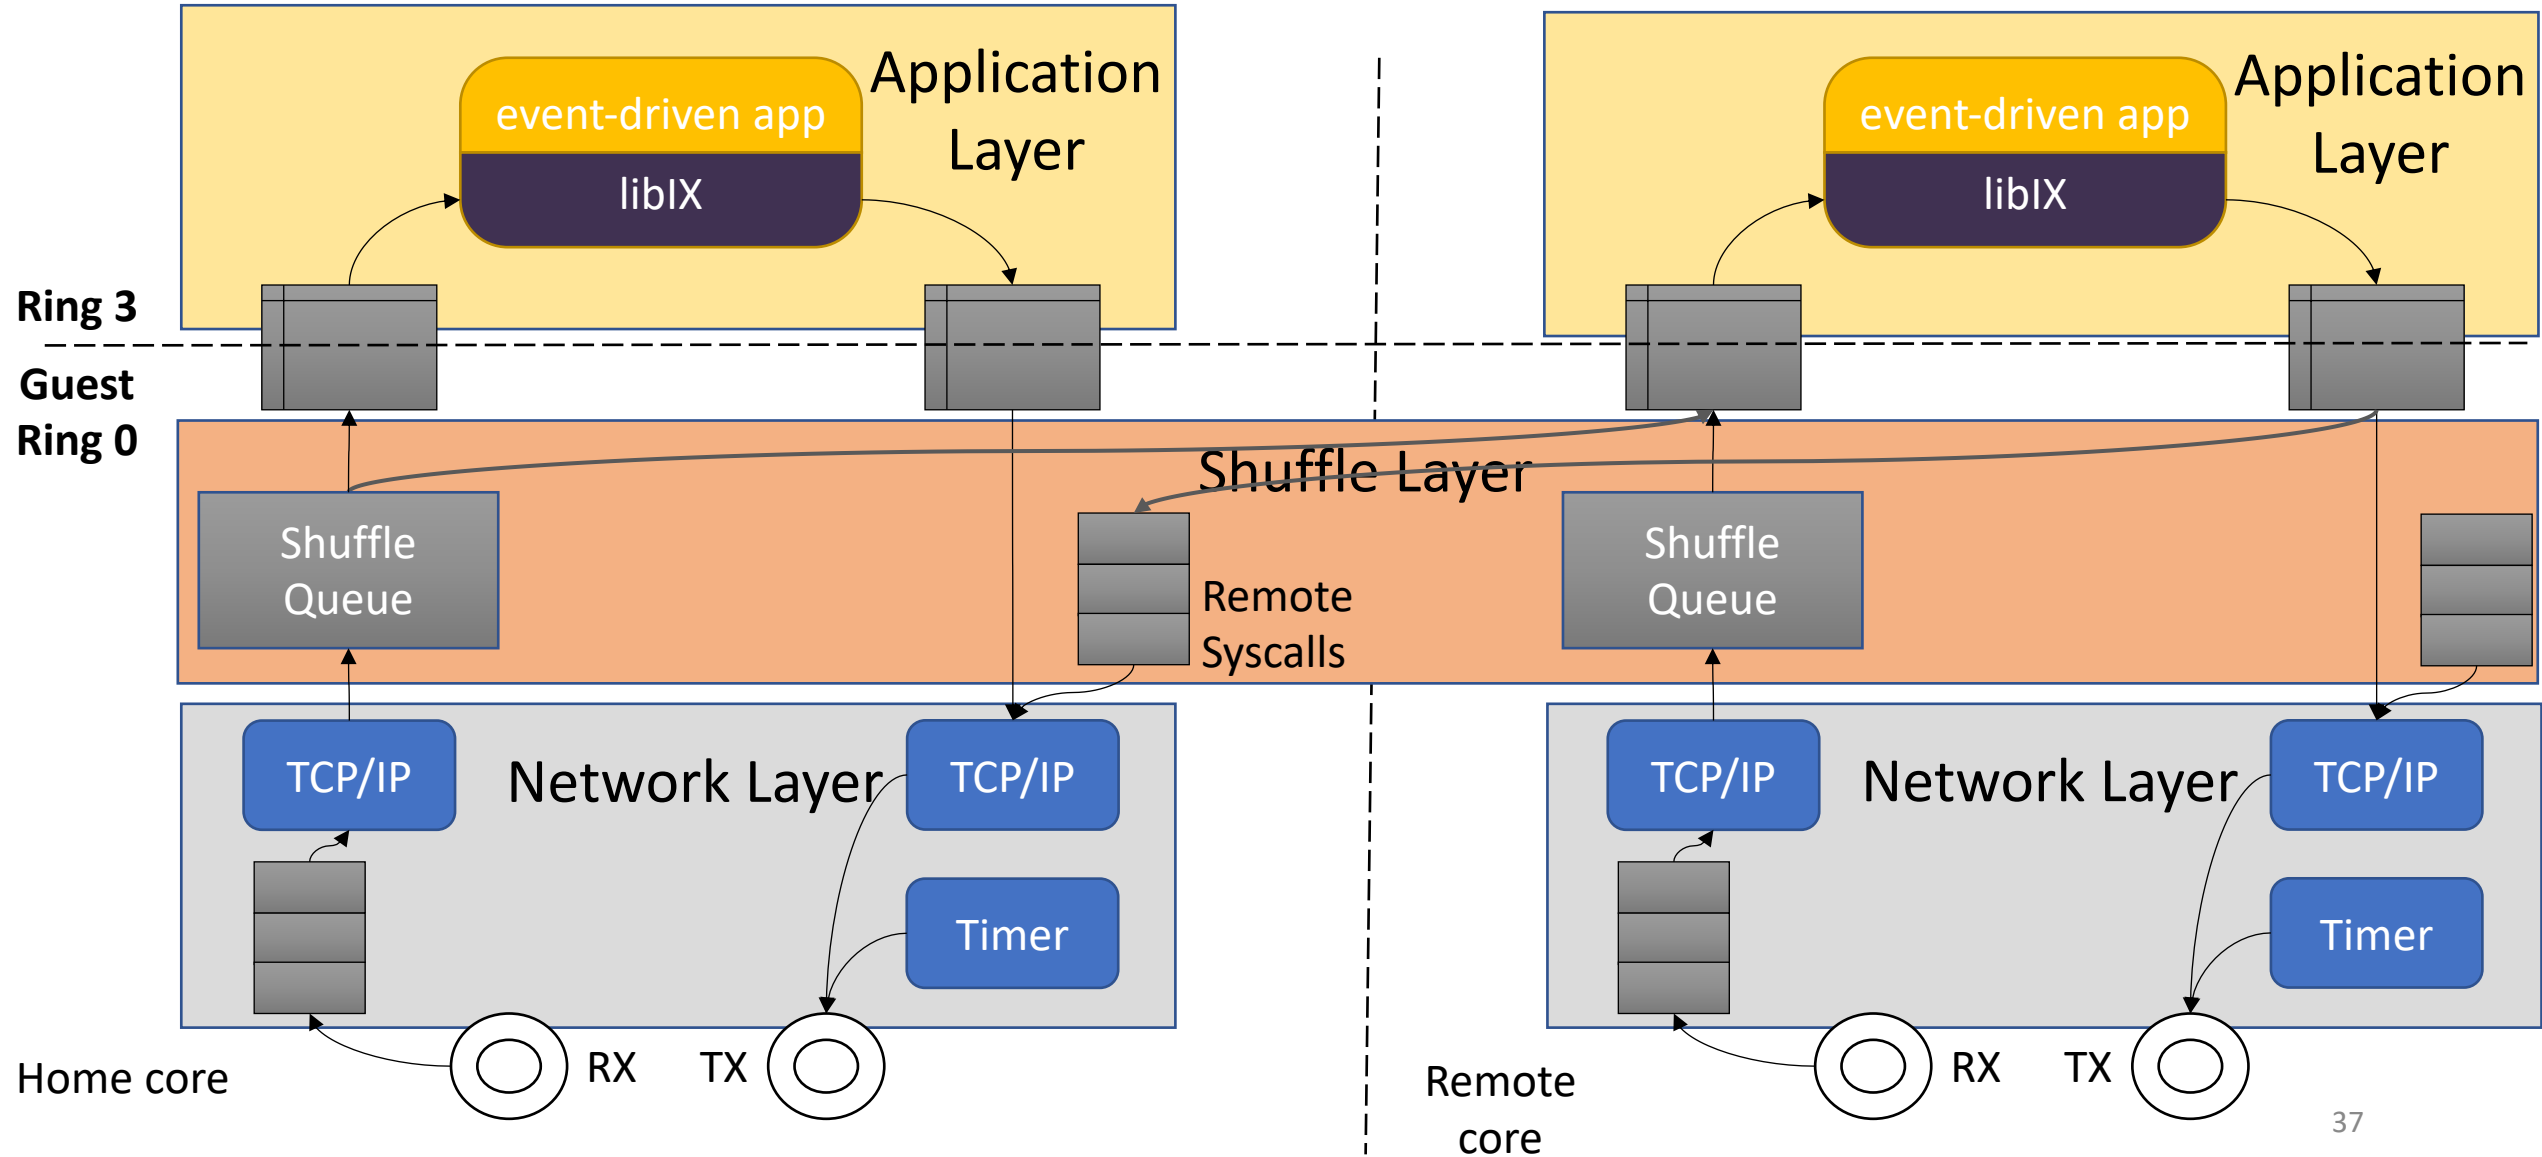 Application
Layer
event-driven app
libIX
Application
Layer
event-driven app
libIX
Ring 3
Guest
Ring 0
Shuffle Layer
Shuffle
Queue
Remote
Syscalls
Shuffle
Queue
TCP/IP
Network Layer
TCP/IP
Timer
TCP/IP
Network Layer
TCP/IP
Timer
Home core
RX
TX
Remote
core
RX
TX
37